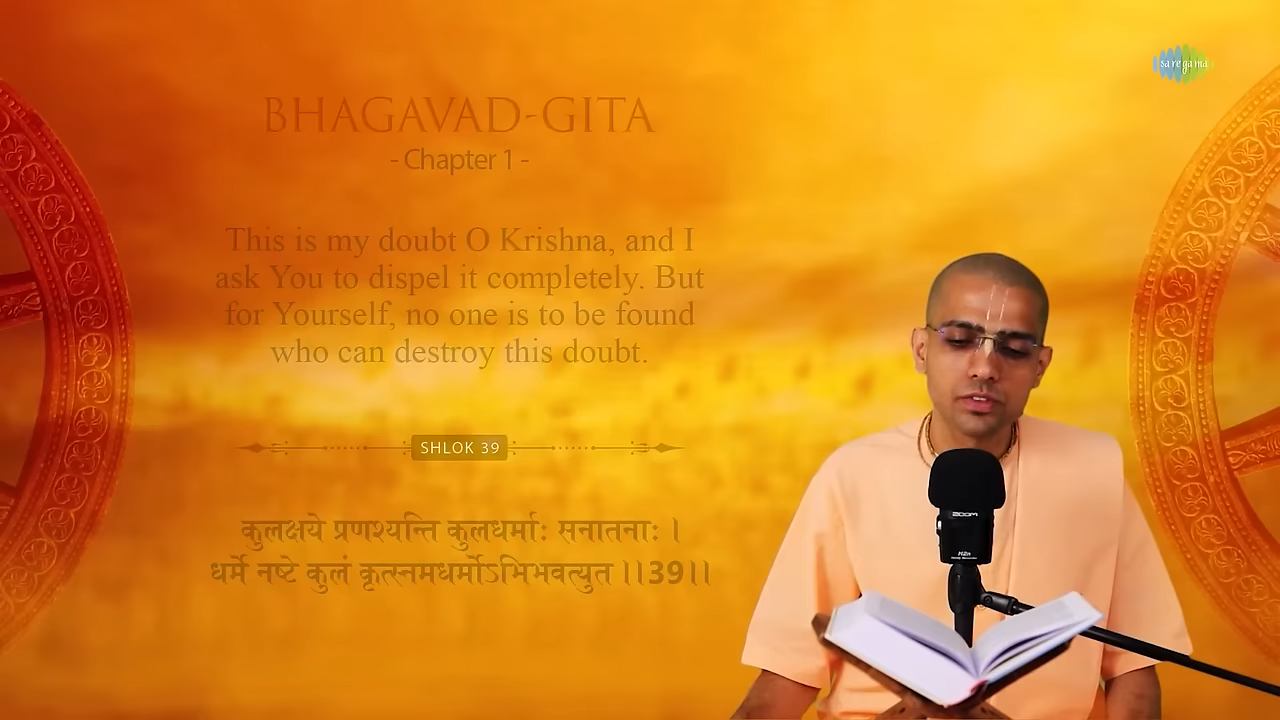 saregama
BHAGAVAD-GITA
- Chapter 1 -
This is my doubt O Krishna, and I
ask You to dispel it completely. But
for Yourself, no one is to be found
who can destroy this doubt.
SHLOK 39
कुलक्षये प्रणश्यन्ति कुलधर्माः सनातनाः ।
धर्मे नष्टे कुलं कृत्स्नमधर्मोऽभिभवत्युत ।।39।।
ZOOM
H2n